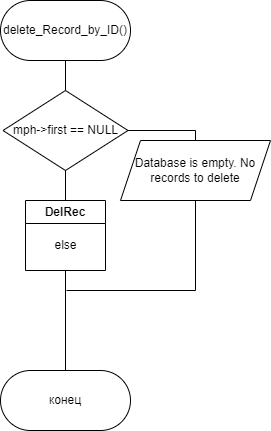 delete_Record_by_ID()
mph->first == NULL
Database is empty. No
records to delete
DelRec
else
конец